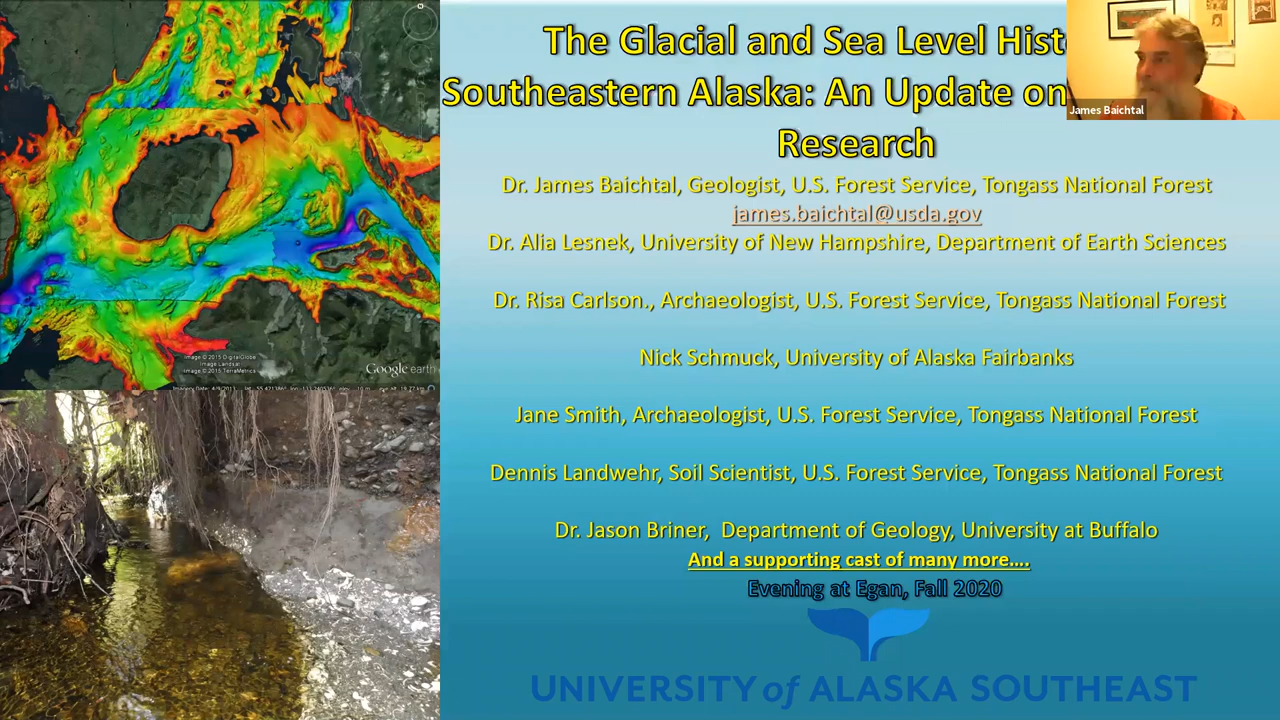 The Glacial and Sea Level Hist
Southeastern Alaska: An Update on
Research
James Baichtal
Dr. James Baichtal, Geologist, U.S. Forest Service, Tongass National Forest
james.baichtal@usda.gov
Dr. Alia Lesnek, University of New Hampshire, Department of Earth Sciences
Dr. Risa Carlson., Archaeologist, U.S. Forest Service, Tongass National Forest
Nick Schmuck, University of Alaska Fairbanks
Jane Smith, Archaeologist, U.S. Forest Service, Tongass National Forest
Dennis Landwehr, Soil Scientist, U.S. Forest Service, Tongass National Forest
Dr. Jason Briner, Department of Geology, University at Buffalo
And a supporting cast of many more....
Evening at Egan, Fall 2020
UNIVERSITY of ALASKA SOUTHEAST
Image © 2015 DigitalGlobe
Image Landsat
Image © 2015 TerraMetrics
Google earth